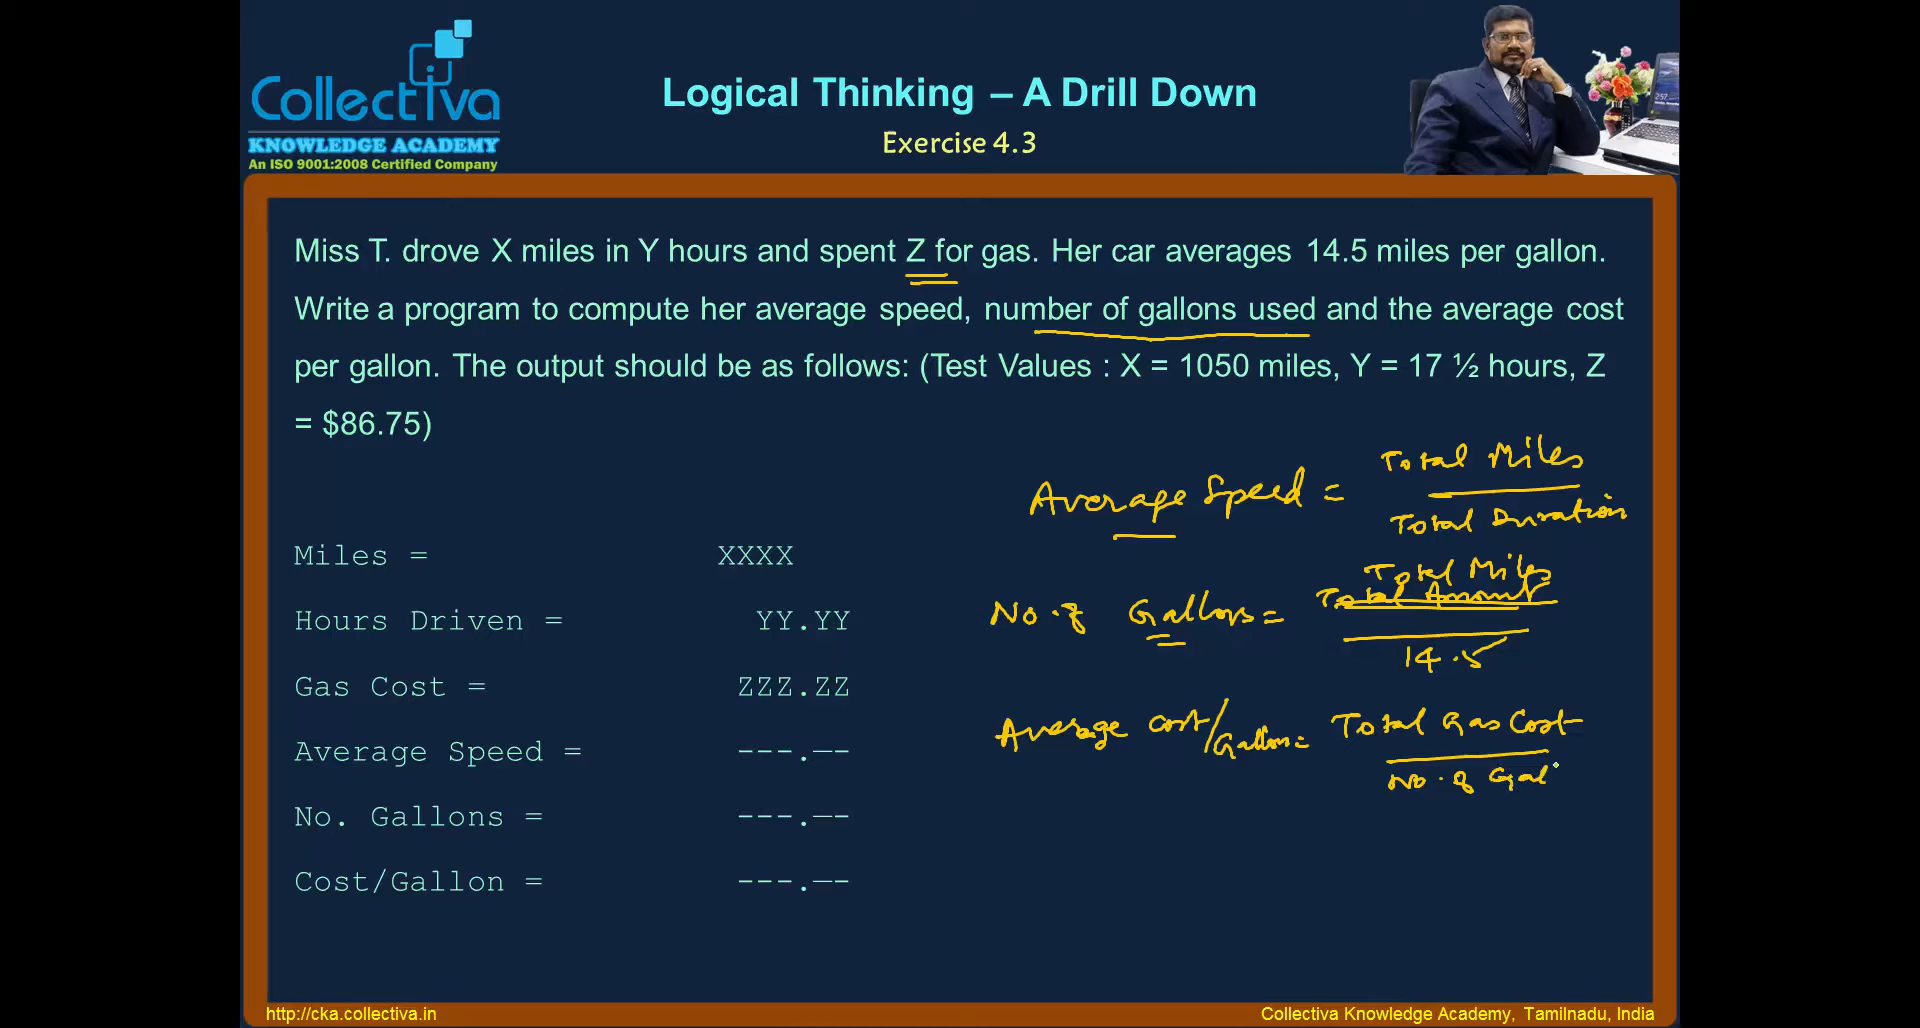 Collectiva
KNOWLEDGE ACADEMY
An ISO 9001:2008 Certified Company
Logical Thinking – A Drill Down
Exercise 4.3
Miss T. drove X miles in Y hours and spent Z for gas. Her car averages 14.5 miles per gallon.
Write a program to compute her average speed, number of gallons used and the average cost
per gallon. The output should be as follows: (Test Values : X = 1050 miles, Y = 17 ½ hours, Z
= $86.75)
Miles = XXXX
Hours Driven = YY.YY
Gas Cost = ZZZ.ZZ
Average Speed = ---.--
No. Gallons = ---.--
Cost/Gallon = ---.--
Average Speed = Total Miles
Total Duration
Total Miles
No. of Gallons = Total Amount
14.5
Average Cost/Gallon = Total Gas Cost
No. of Gal
http://cka.collectiva.in
Collectiva Knowledge Academy, Tamilnadu, India